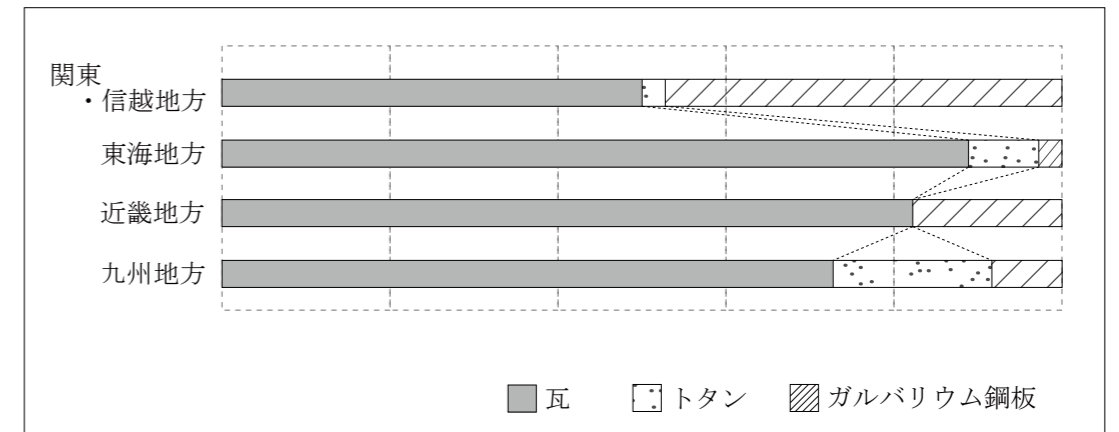 関東
・信越地方
東海地方
近畿地方
九州地方
瓦 トタン ガルバリウム鋼板